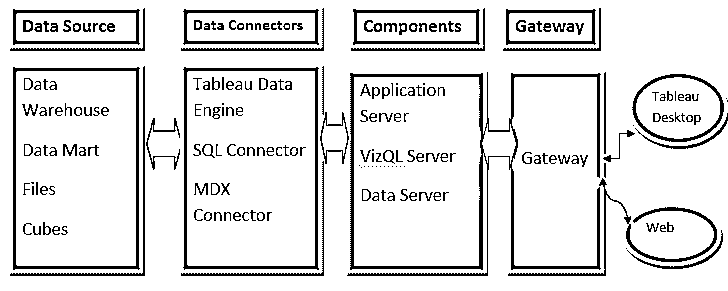 Data Source
Data Connectors
Components
Gateway
Data
Warehouse
Data Mart
Files
Cubes
Tableau Data
Engine
SQL Connector
MDX
Connector
Application
Server
VizQL Server
Data Server
Gateway
Tableau
Desktop
Web